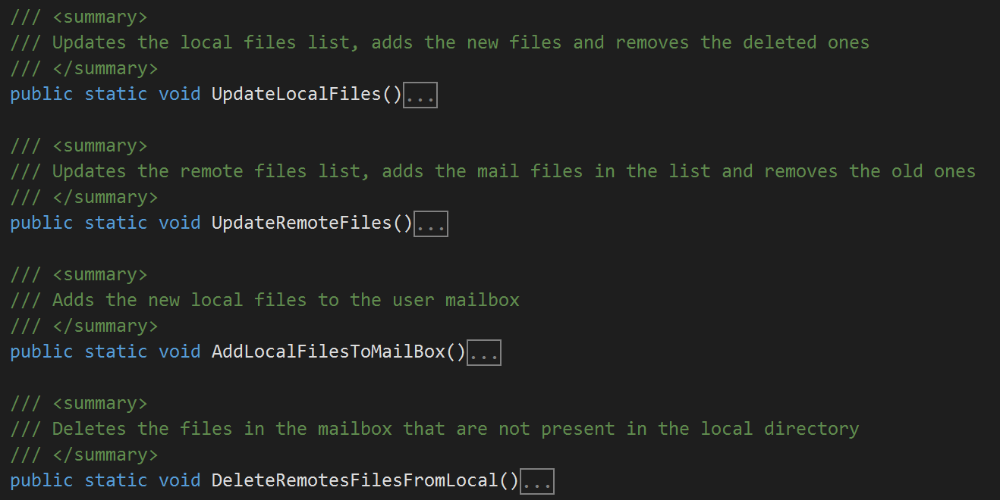 /// <summary>
/// Updates the local files list, adds the new files and removes the deleted ones
/// </summary>
public static void UpdateLocalFiles()...
/// <summary>
/// Updates the remote files list, adds the mail files in the list and removes the old ones
/// </summary>
public static void UpdateRemoteFiles()...
/// <summary>
/// Adds the new local files to the user mailbox
/// </summary>
public static void AddLocalFilesToMailBox()...
/// <summary>
/// Deletes the files in the mailbox that are not present in the local directory
/// </summary>
public static void DeleteRemotesFilesFromLocal()...